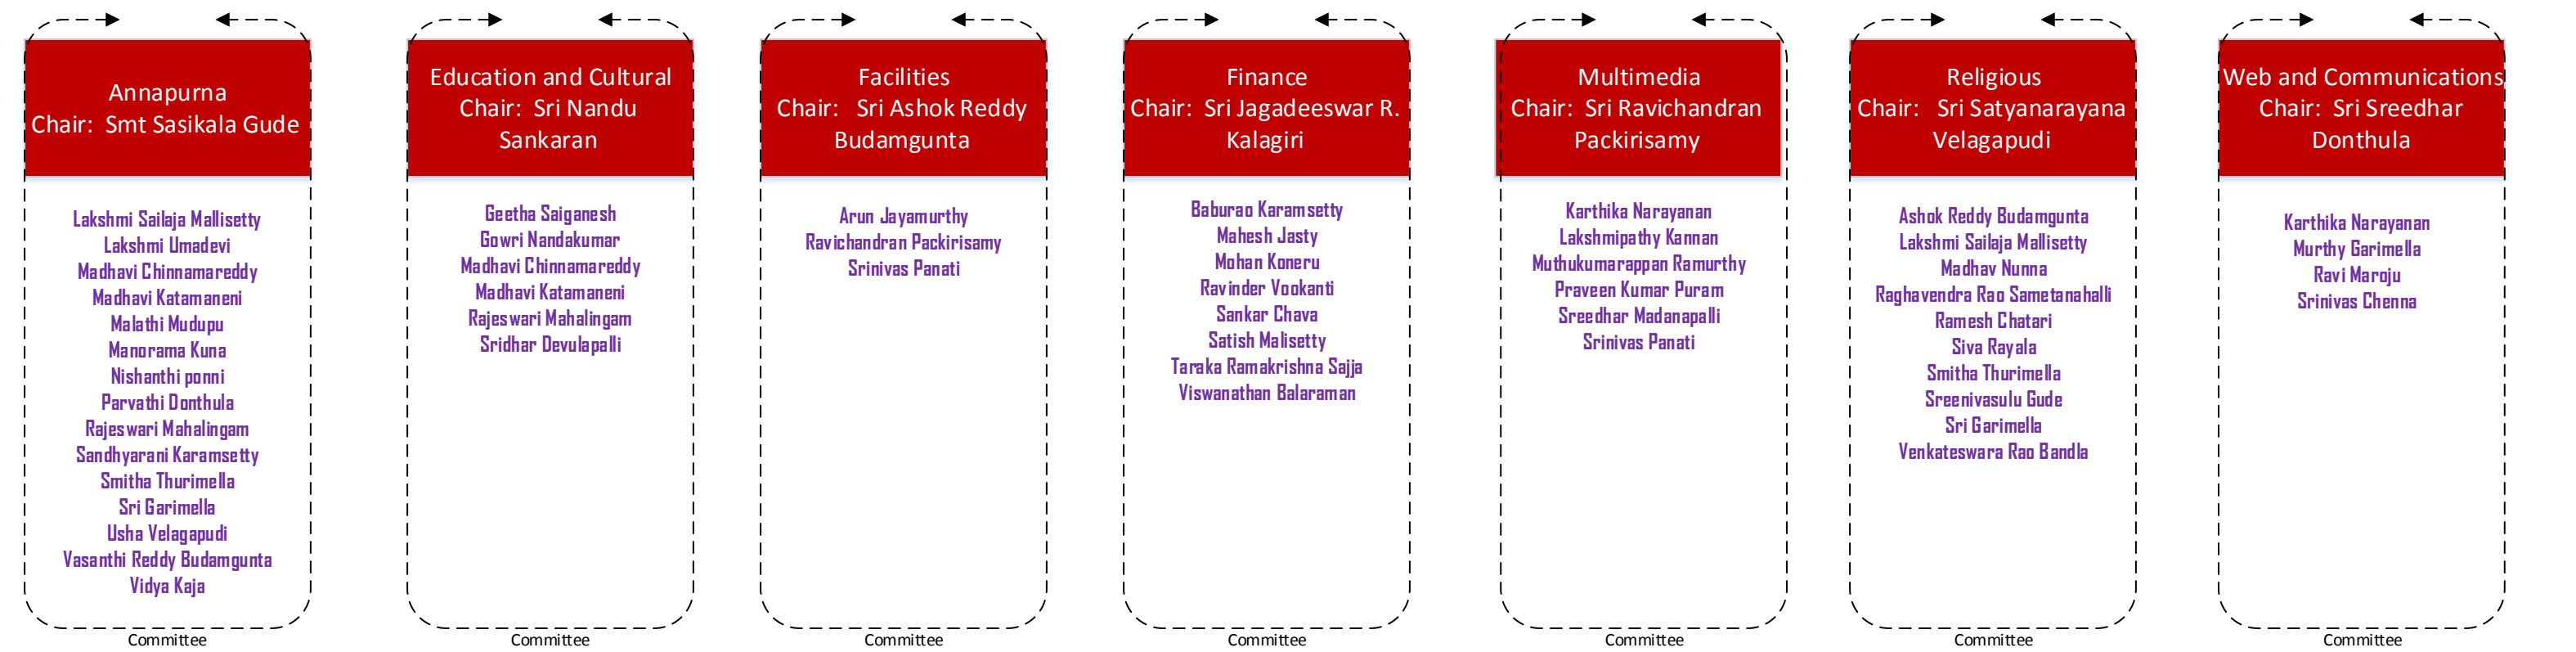 Annapurna
Chair:  Smt Sasikala Gude
Lakshmi Sailaja Mallisetty
Lakshmi Umadevi
Madhavi Chinnamareddy
Madhavi Katamaneni
Malathi Mudupu
Manorama Kuna
Nishanthi ponni
Parvathi Donthula
Rajeswari Mahalingam
Sandhyarani Karamsetty
Smitha Thurimella
Sri Garimella
Usha Velagapudi
Vasanthi Reddy Budamgunta
Vidya Kaja
Committee
Education and Cultural
Chair:  Sri Nandu
Sankaran
Geetha Saiganesh
Gowri Nandakumar
Madhavi Chinnamareddy
Madhavi Katamaneni
Rajeswari Mahalingam
Sridhar Devulapalli
Committee
Facilities
Chair:   Sri Ashok Reddy
Budamgunta
Arun Jayamurthy
Ravichandran Packirisamy
Srinivas Panati
Committee
Finance
Chair:  Sri Jagadeeswar R.
Kalagiri
Baburao Karamsetty
Mahesh Jasty
Mohan Koneru
Ravinder Vookanti
Sankar Chava
Satish Malisetty
Taraka Ramakrishna Sajja
Viswanathan Balaraman
Committee
Multimedia
Chair:  Sri Ravichandran
Packirisamy
Karthika Narayanan
Lakshmipathy Kannan
Muthukumarappan Ramurthy
Praveen Kumar Puram
Sreedhar Madanapalli
Srinivas Panati
Committee
Religious
Chair:   Sri Satyanarayana
Velagapudi
Ashok Reddy Budamgunta
Lakshmi Sailaja Mallisetty
Madhav Nunna
Raghavendra Rao Sametanahalli
Ramesh Chatari
Siva Rayala
Smitha Thurimella
Sreenivasulu Gude
Sri Garimella
Venkateswara Rao Bandla
Committee
Web and Communications
Chair:  Sri Sreedhar
Donthula
Karthika Narayanan
Murthy Garimella
Ravi Maroju
Srinivas Chenna
Committee